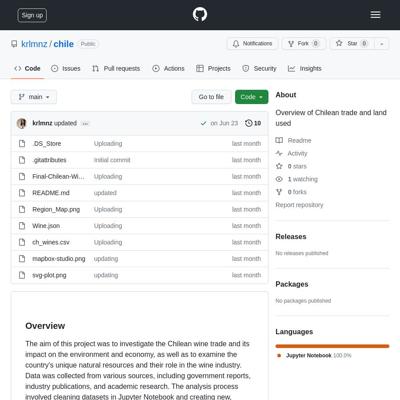 Sign up
krlmnz / chile Public
Notifications Fork 0 Star 0
Code Issues Pull requests Actions Projects Security Insights
main Go to file Code
krlmnz updated ... on Jun 23 10
.DS_Store Uploading last month
.gitattributes Initial commit last month
Final-Chilean-Wi... Uploading last month
README.md updated last month
Region_Map.png Uploading last month
Wine.json Uploading last month
ch_wines.csv Uploading last month
mapbox-studio.png updating last month
svg-plot.png updating last month
Overview
The aim of this project was to investigate the Chilean wine trade and its
impact on the environment and economy, as well as to examine the
country's unique natural resources and their role in the wine industry.
Data was collected from various sources, including government reports,
industry publications, and academic research. The analysis process
involved cleaning datasets in Jupyter Notebook and creating new,
About
Overview of Chilean trade and land
used
Readme
Activity
0 stars
1 watching
0 forks
Report repository
Releases
No releases published
Packages
No packages published
Languages
Jupyter Notebook 100.0%